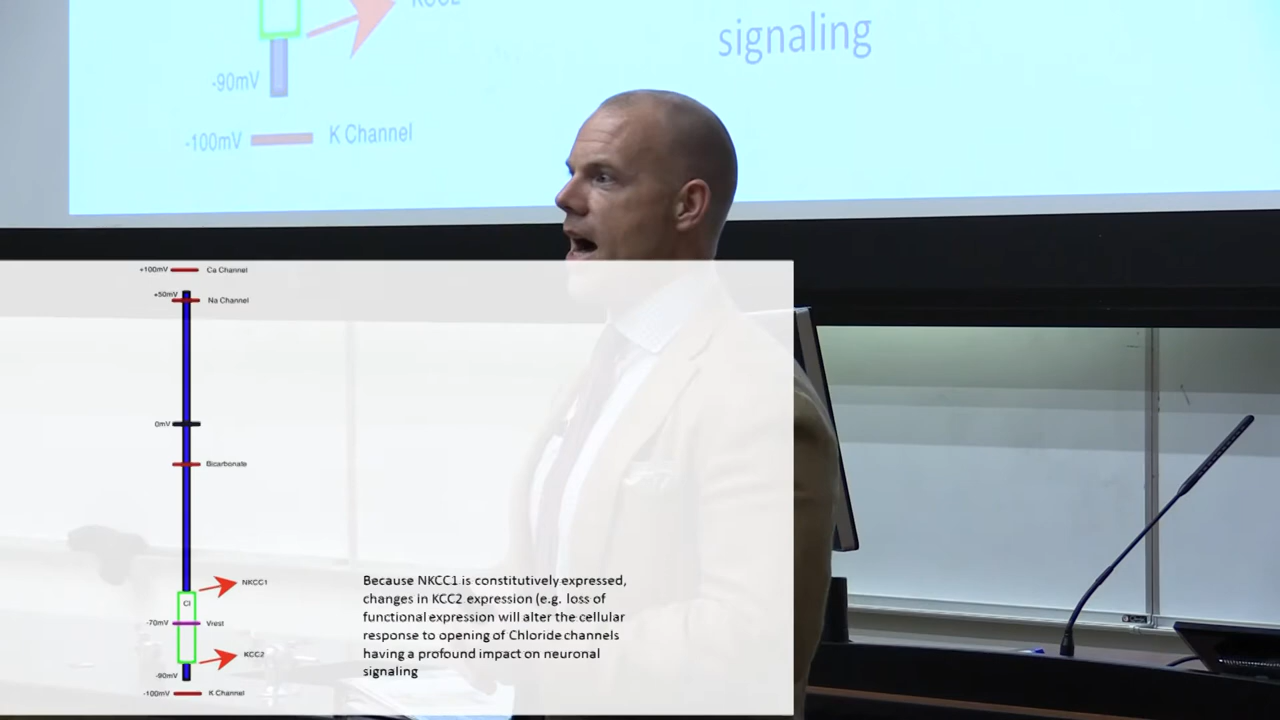 KCC2
signaling
-90mV
-100mV K Channel
+100mV Ca Channel
+50mV Na Channel
0mV
Bicarbonate
NKCC1
Cl
-70mV Vrest
KCC2
-90mV
-100mV K Channel
Because NKCC1 is constitutively expressed,
changes in KCC2 expression (e.g. loss of
functional expression will alter the cellular
response to opening of Chloride channels
having a profound impact on neuronal
signaling